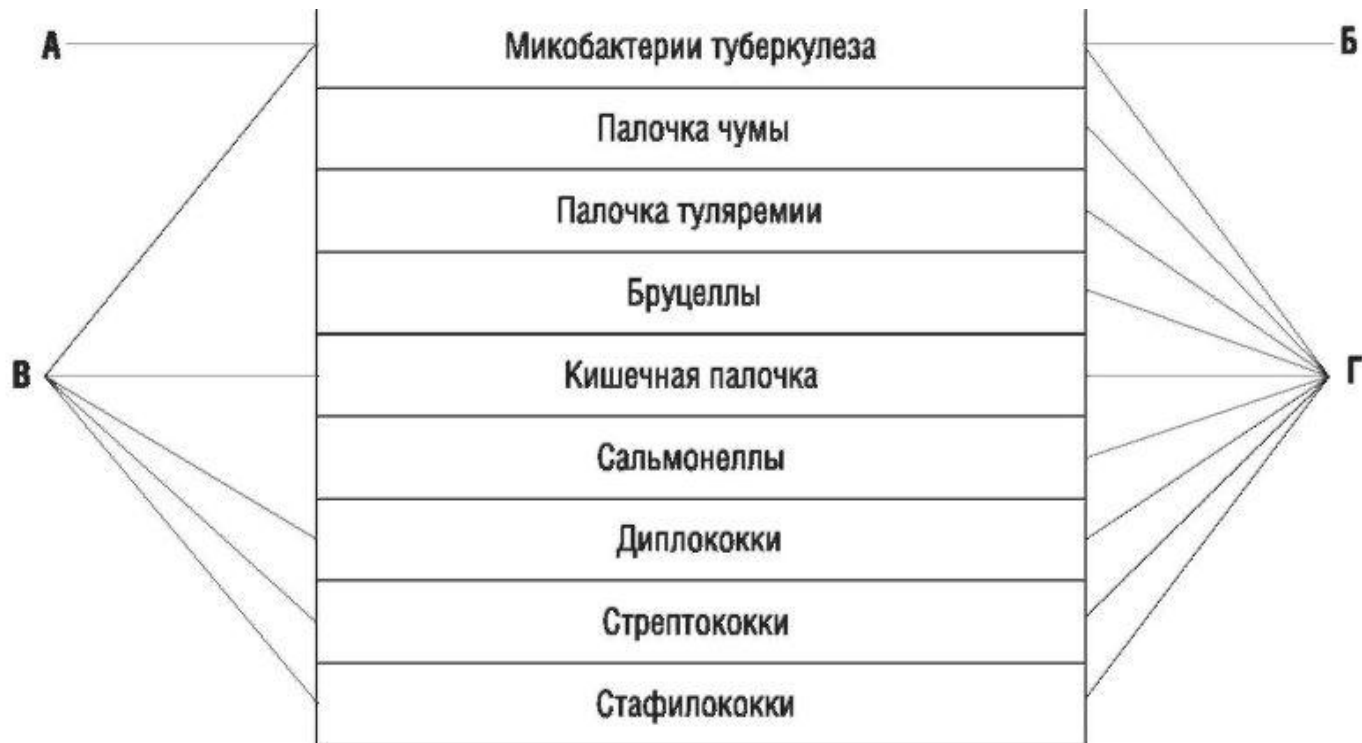 А
Микобактерии туберкулеза
Б
Палочка чумы
Палочка туляремии
Бруцеллы
В
Кишечная палочка
Г
Сальмонеллы
Диплококки
Стрептококки
Стафилококки